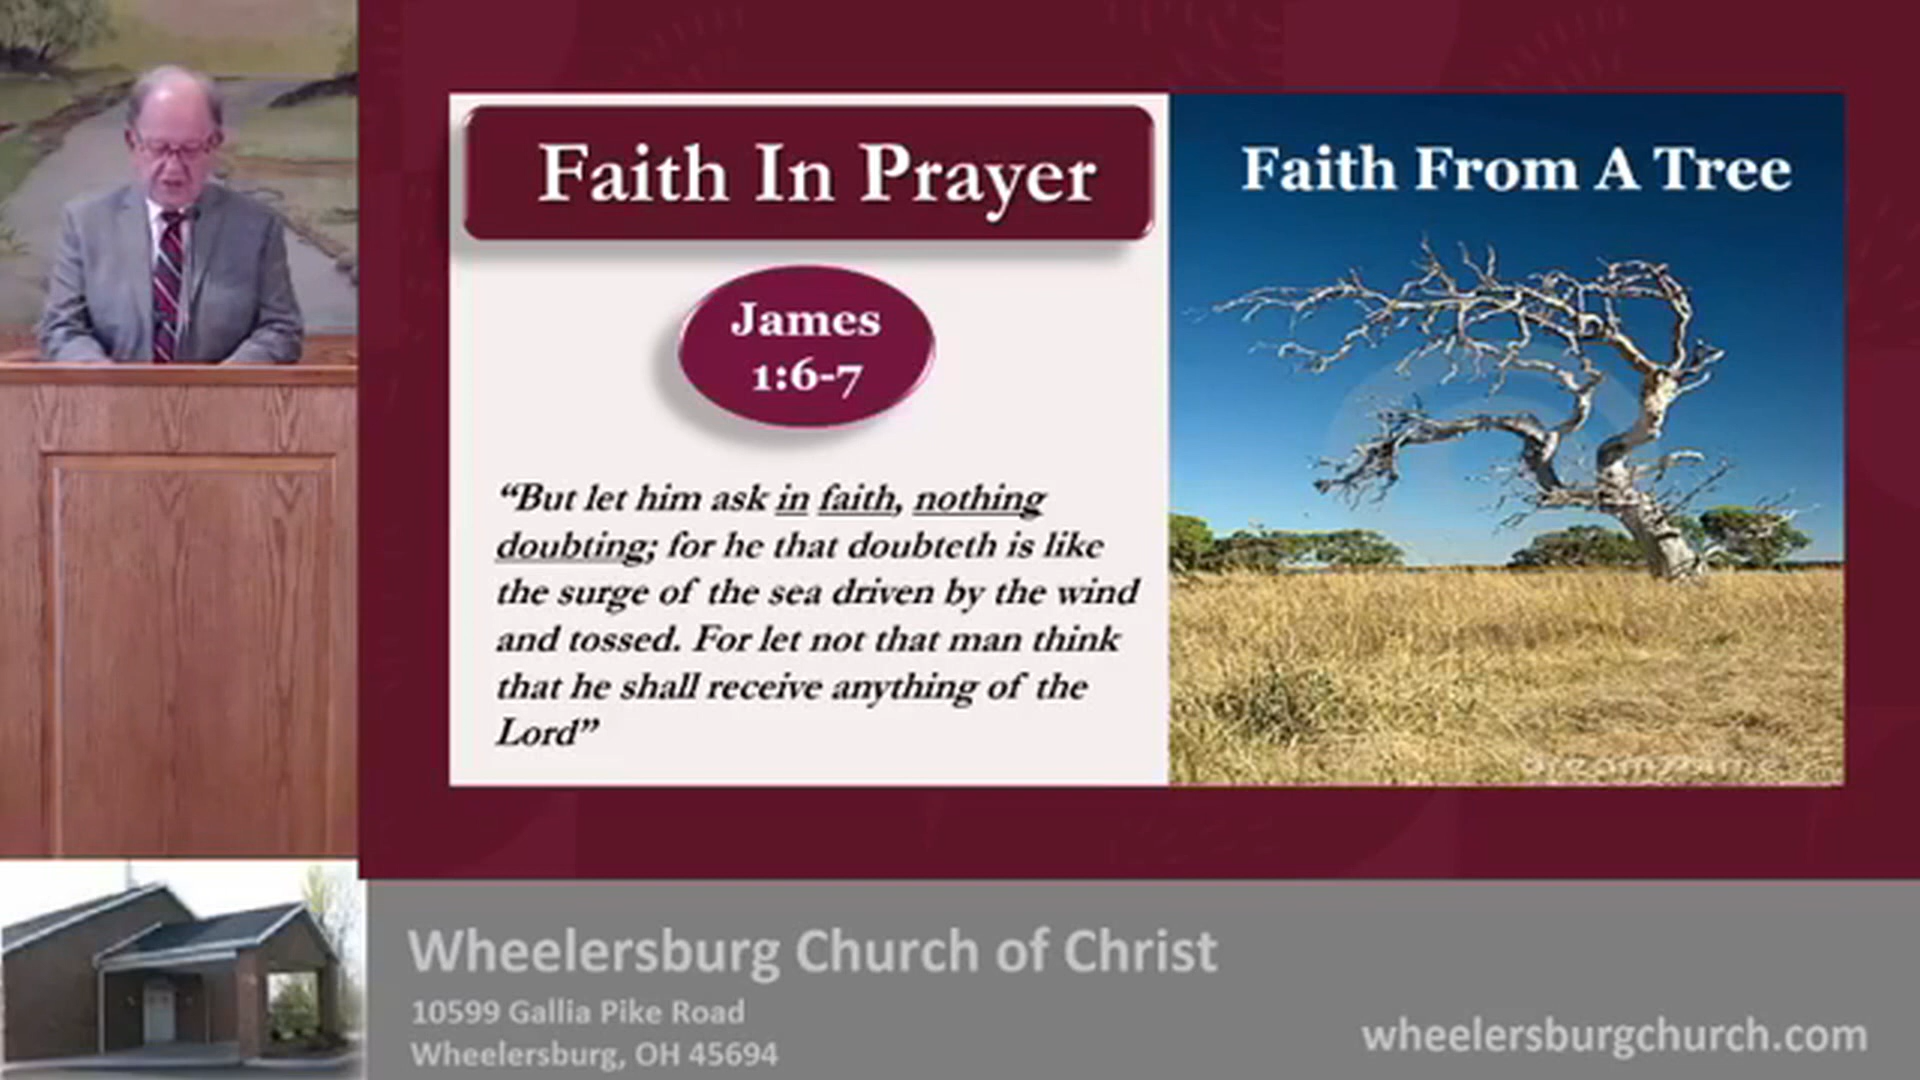 Faith In Prayer
James
1:6-7
“But let him ask in faith, nothing
doubting; for he that doubteth is like
the surge of the sea driven by the wind
and tossed. For let not that man think
that he shall receive anything of the
Lord”
Faith From A Tree
dreamstime
Wheelersburg Church of Christ
10599 Gallia Pike Road
Wheelersburg, OH 45694
wheelersburgchurch.com